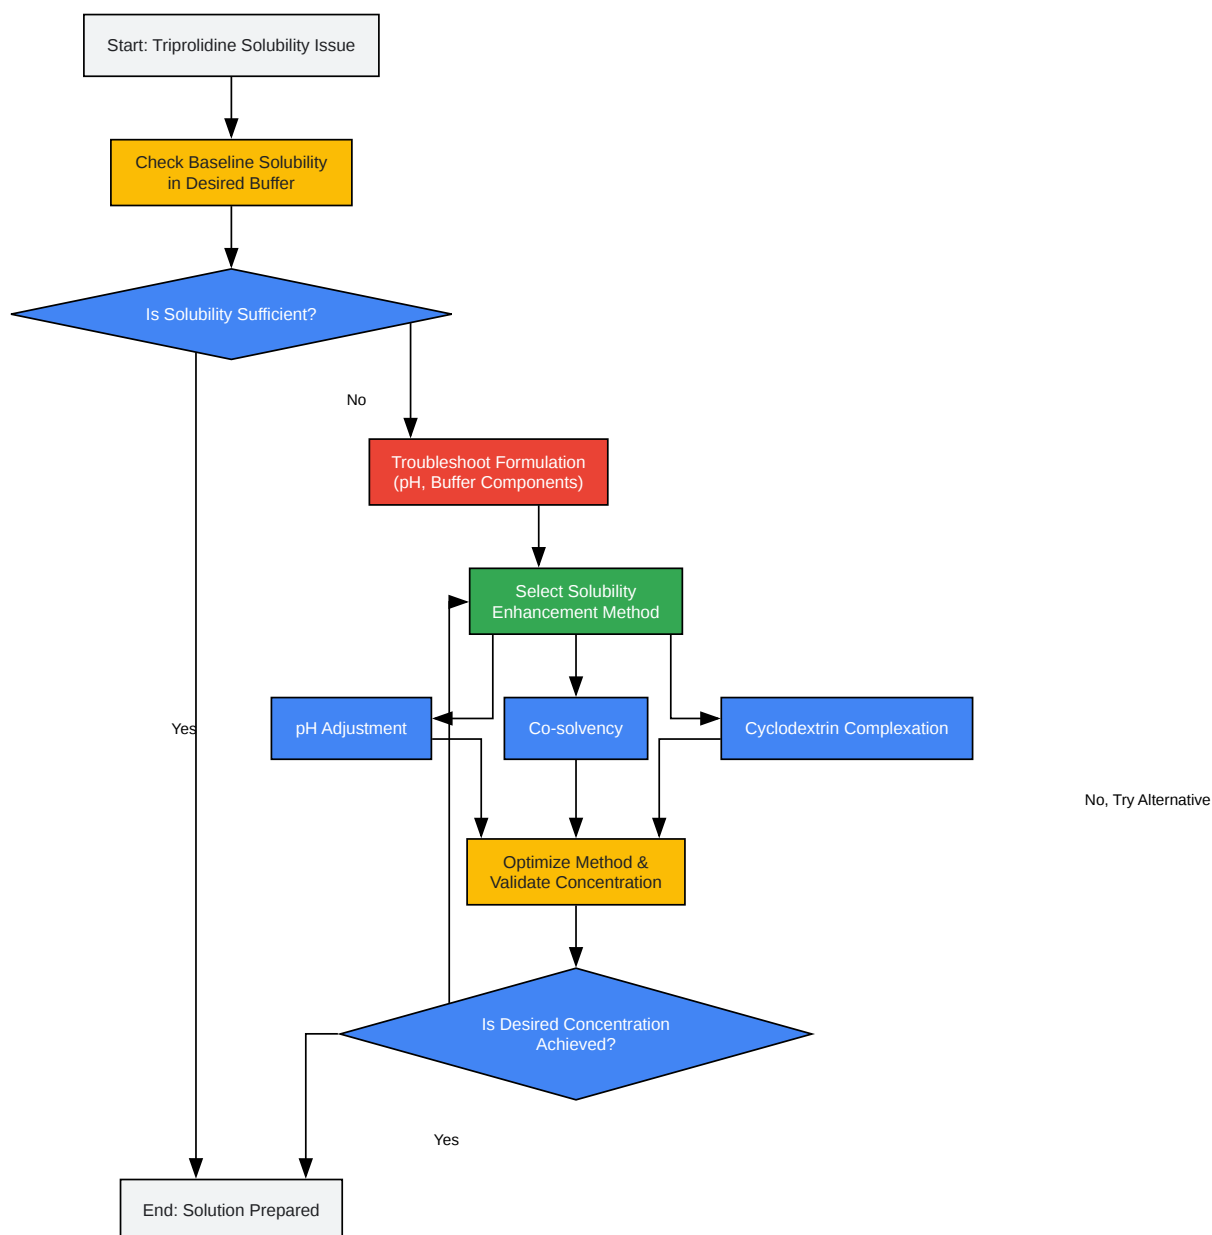 Start: Triprolidine Solubility Issue
Check Baseline Solubility
in Desired Buffer
Is Solubility Sufficient?
No
Troubleshoot Formulation
(pH, Buffer Components)
Select Solubility
Enhancement Method
Yes
pH Adjustment
Co-solvency
Cyclodextrin Complexation
No, Try Alternative
Optimize Method &
Validate Concentration
Is Desired Concentration
Achieved?
Yes
End: Solution Prepared